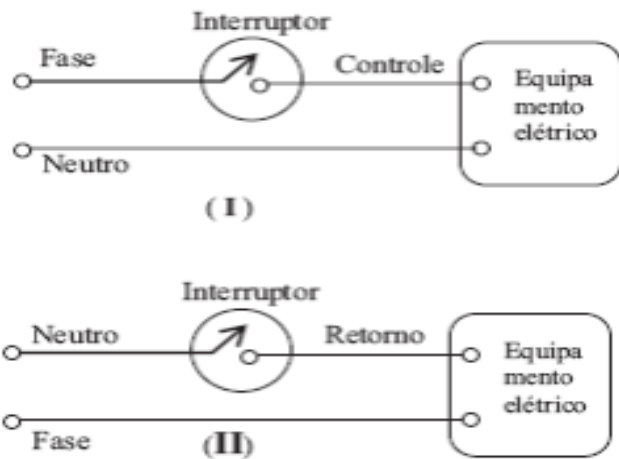 Interruptor
Fase
Controle
Equipa
mento
elétrico
Neutro
(I)
Interruptor
Neutro
Retorno
Equipa
mento
elétrico
Fase
(II)